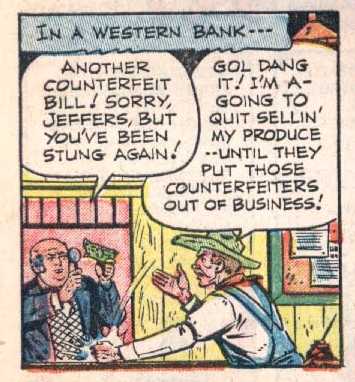 IN A WESTERN BANK---
ANOTHER
COUNTERFEIT
BILL! SORRY,
JEFFERS, BUT
YOU'VE BEEN
STUNG AGAIN!
GOL DANG
IT! I'M A-
GOING TO
QUIT SELLIN'
MY PRODUCE
--UNTIL THEY
PUT THOSE
COUNTERFEITERS
OUT OF BUSINESS!